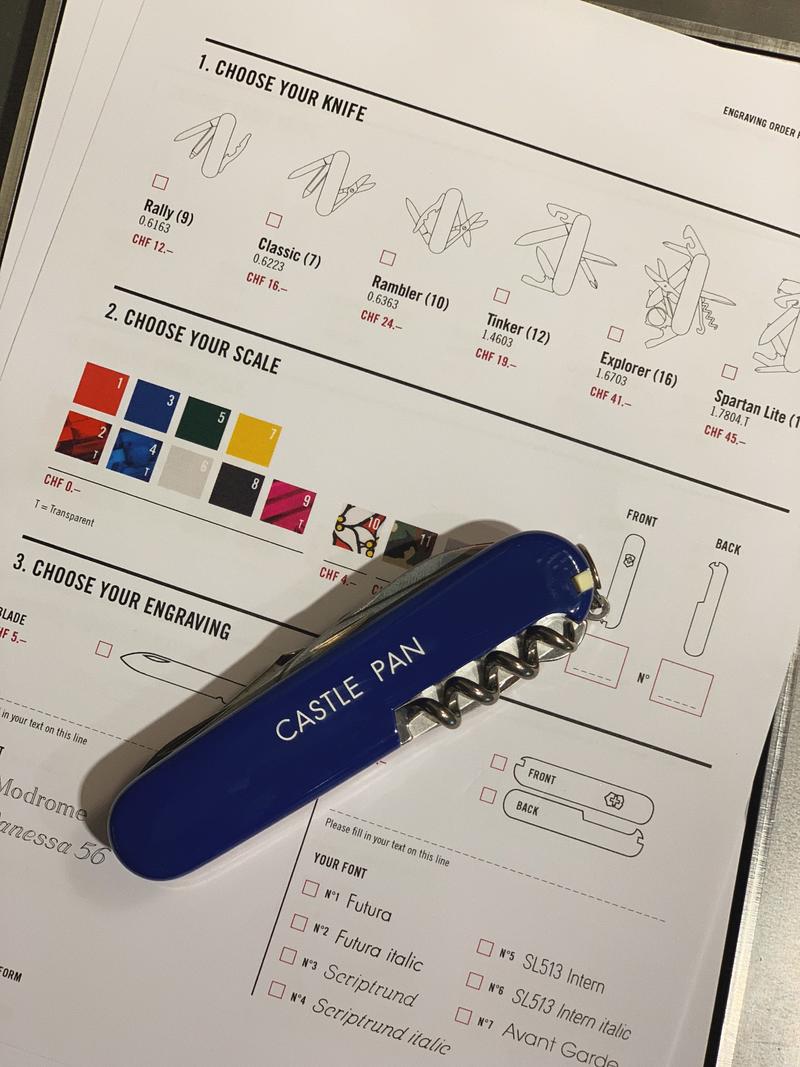 ENGRAVING ORDER
1. CHOOSE YOUR KNIFE
Rally (9)
0.6163
CHF 12.–
Classic (7)
0.6223
CHF 16.–
Rambler (10)
0.6363
CHF 24.–
Tinker (12)
1.4603
CHF 19.–
Explorer (16)
1.6703
CHF 41.–
Spartan Lite
1.7804.T
CHF 45.–
2. CHOOSE YOUR SCALE
1
3
5
7
2
T
4
T
6
8
9
T
10
11
CHF 0.–
T = Transparent
CHF 4.–
FRONT
BACK
N°
3. CHOOSE YOUR ENGRAVING
BLADE
CHF 5.–
in your text on this line
CASTLE PAN
Modrome
Vanessa 56
FRONT
BACK
Please fill in your text on this line
YOUR FONT
N°1 Futura
N°2 Futura italic
N°3 Scriptrund
N°4 Scriptrund italic
N°5 SL513 Intern
N°6 SL513 Intern italic
N°7 Avant Garde
FORM